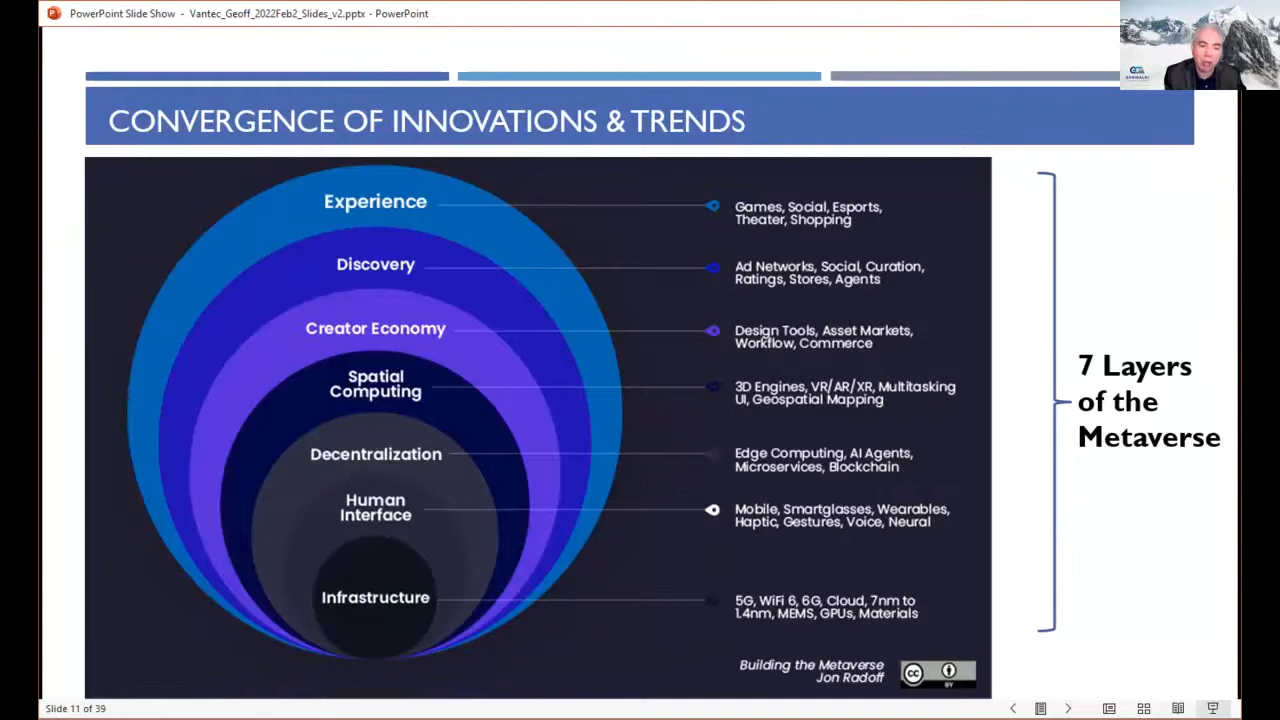 PowerPoint Slide Show - Vantec_Geoff_2022Feb2_Slides_v2.pptx - PowerPoint
CONVERGENCE OF INNOVATIONS & TRENDS
Experience
Games, Social, Esports,
Theater, Shopping
Discovery
Ad Networks, Social, Curation,
Ratings, Stores, Agents
Creator Economy
Design Tools, Asset Markets,
Workflow, Commerce
Spatial
Computing
3D Engines, VR/AR/XR, Multitasking
UI, Geospatial Mapping
Decentralization
Edge Computing, AI Agents,
Microservices, Blockchain
Human
Interface
Mobile, Smartglasses, Wearables,
Haptic, Gestures, Voice, Neural
Infrastructure
5G, WiFi 6, 6G, Cloud, 7nm to
1.4nm, MEMS, GPUs, Materials
7 Layers
of the
Metaverse
Building the Metaverse
Jon Radoff
cc
BY
Slide 11 of 39